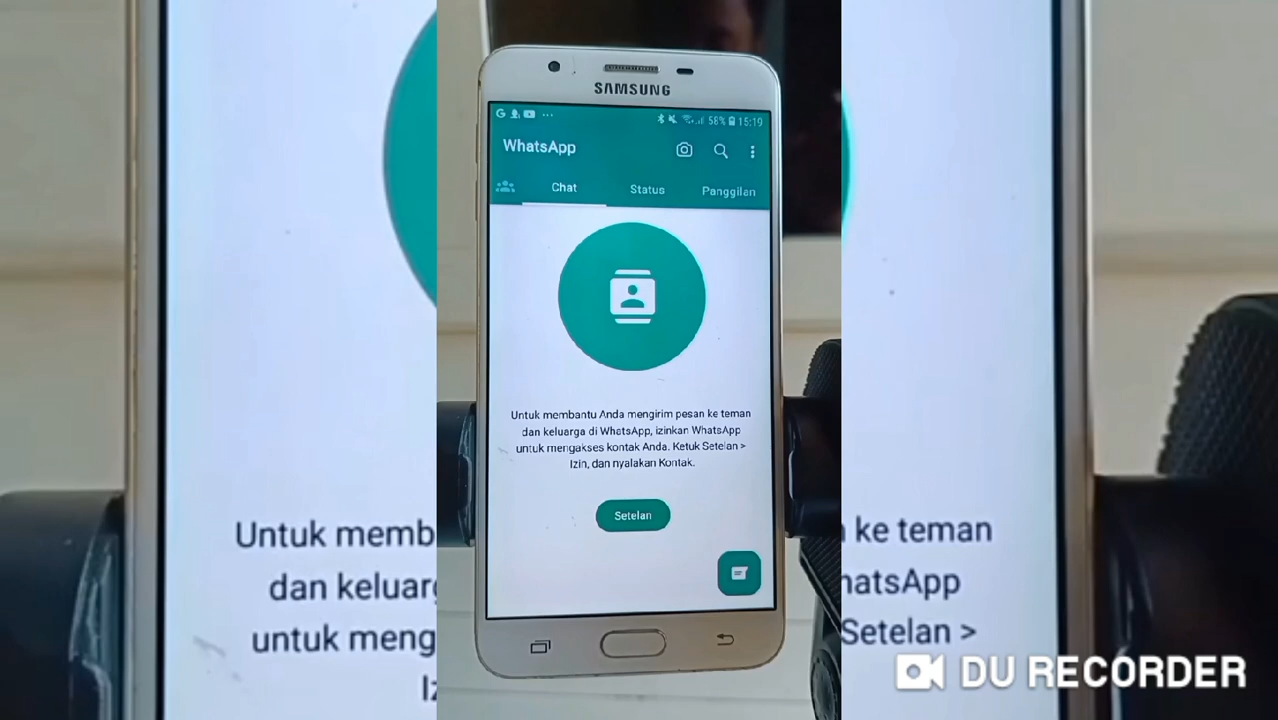 SAMSUNG
58% 15:19
WhatsApp
Chat Status Panggilan
Untuk membantu Anda mengirim pesan ke teman
dan keluarga di WhatsApp, izinkan WhatsApp
untuk mengakses kontak Anda. Ketuk Setelan >
Izin, dan nyalakan Kontak.
Setelan
Untuk memb
dan keluar
untuk meng
Iz
ke teman
hatsApp
Setelan >
DU RECORDER